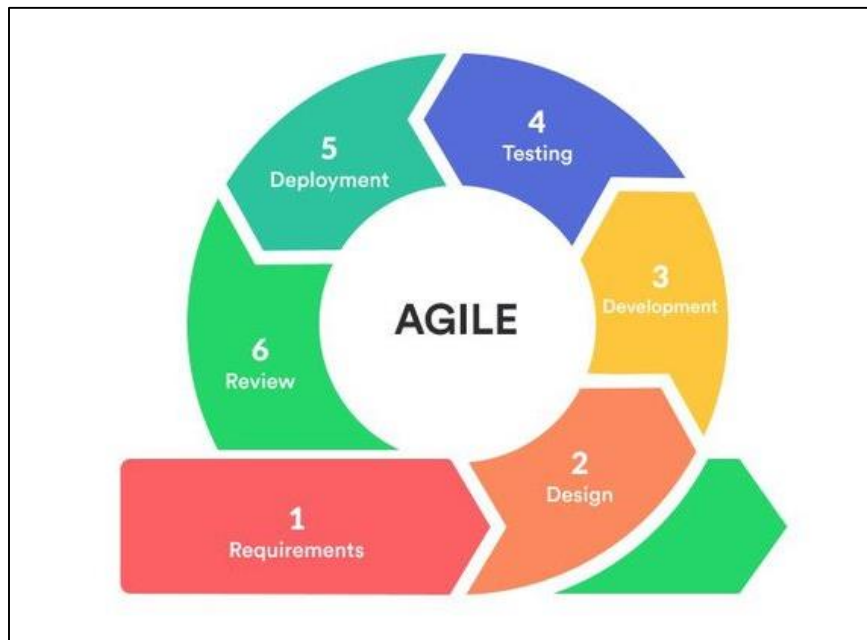 AGILE
1
Requirements
2
Design
3
Development
4
Testing
5
Deployment
6
Review